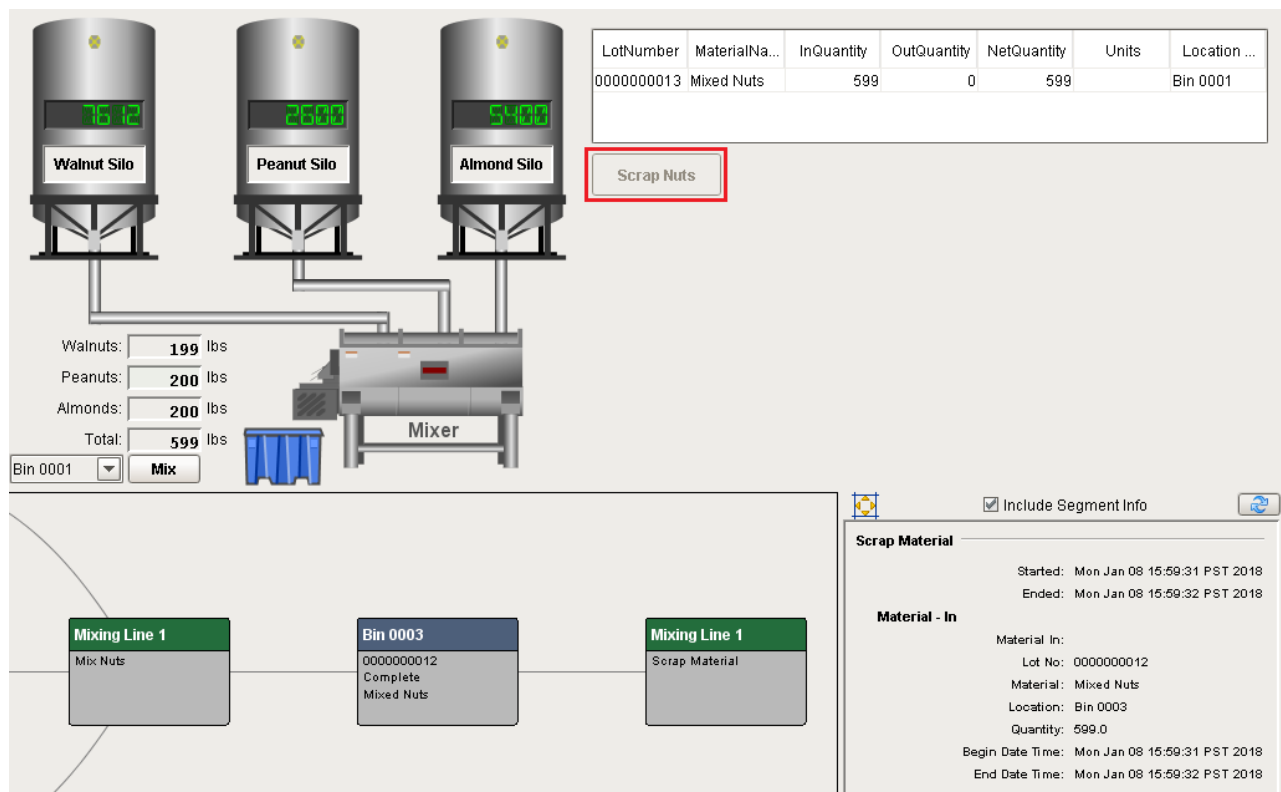 7612
2600
5400
Walnut Silo
Peanut Silo
Almond Silo
LotNumber MaterialNa... InQuantity OutQuantity NetQuantity Units Location ...
0000000013 Mixed Nuts 599 0 599 Bin 0001
Scrap Nuts
Walnuts: 199 lbs
Peanuts: 200 lbs
Almonds: 200 lbs
Total: 599 lbs
Bin 0001
Mix
Mixer
Mixing Line 1
Mix Nuts
Bin 0003
0000000012
Complete
Mixed Nuts
Mixing Line 1
Scrap Material
Include Segment Info
Scrap Material
Started: Mon Jan 08 15:59:31 PST 2018
Ended: Mon Jan 08 15:59:32 PST 2018
Material - In
Material In:
Lot No: 0000000012
Material: Mixed Nuts
Location: Bin 0003
Quantity: 599.0
Begin Date Time: Mon Jan 08 15:59:31 PST 2018
End Date Time: Mon Jan 08 15:59:32 PST 2018